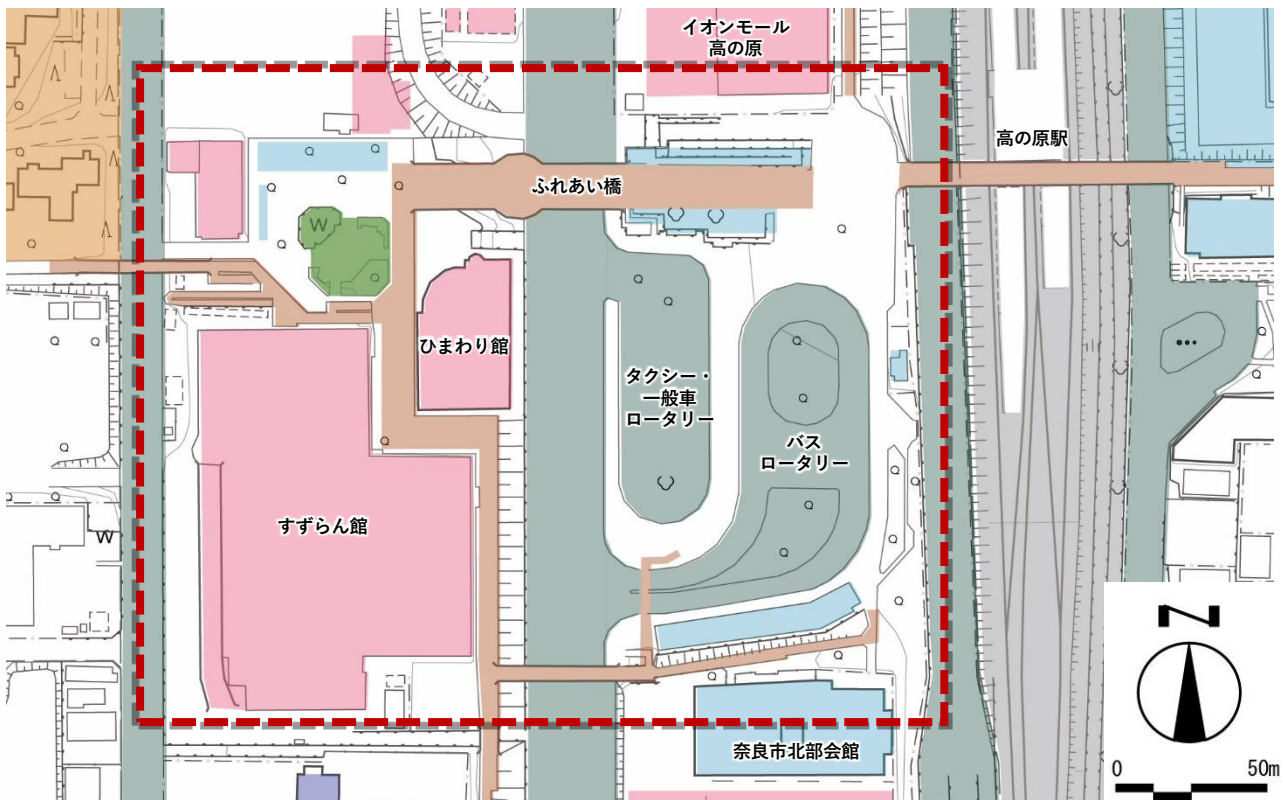 イオンモール
高の原
高の原駅
ふれあい橋
W
ひまわり館
タクシー・
一般車
ロータリー
バス
ロータリー
すずらん館
W
奈良市北部会館
N
0 50m